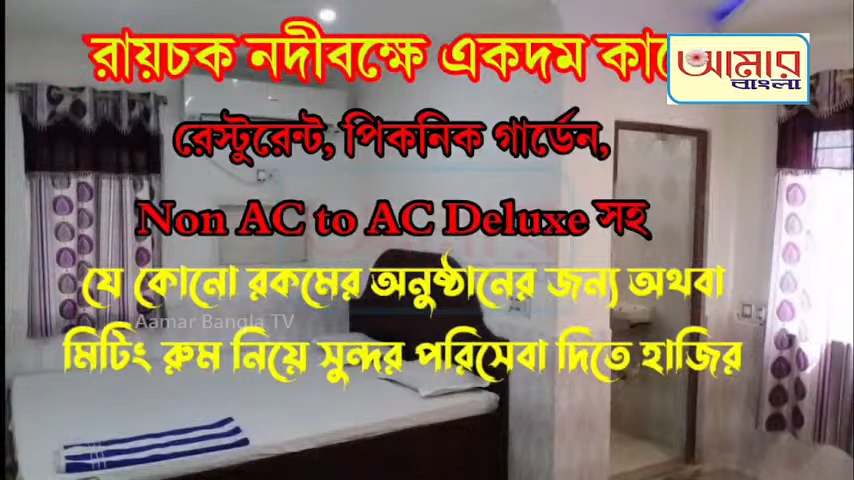 রায়চক নদীবক্ষে একদম
আমার
বাংলা
রেস্টুরেন্ট, পিকনিক গার্ডেন,
Non AC to AC Deluxe সহ
যে কোনো রকমের অনুষ্ঠানের জন্য অথবা
Aamar Bangla TV
মিটিং রুম নিয়ে সুন্দর পরিসেবা দিতে হাজির